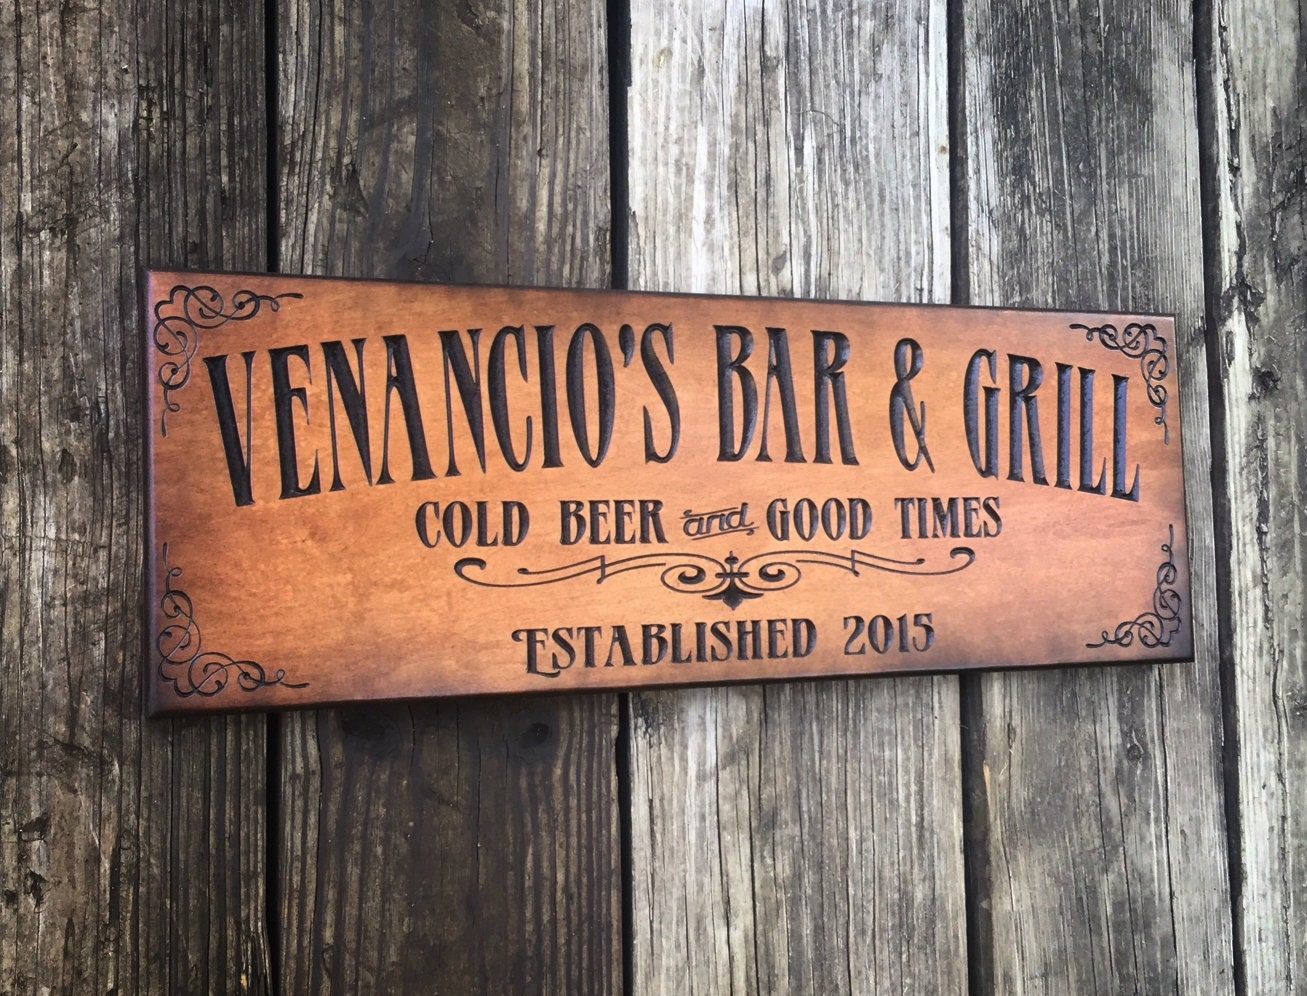 VENANCIO'S BAR & GRILL
COLD BEER and GOOD TIMES
ESTABLISHED 2015